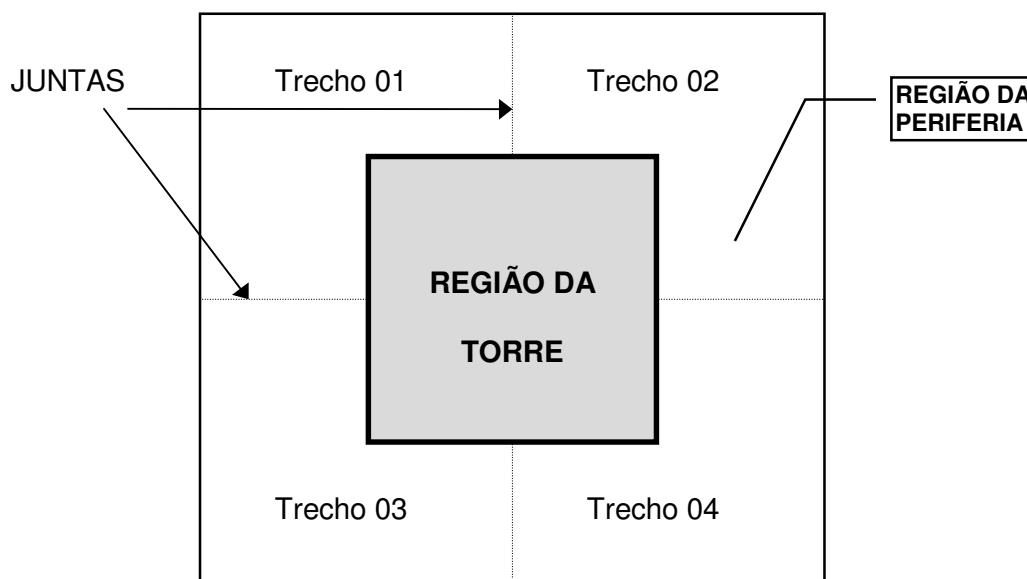 JUNTAS
Trecho 01
Trecho 02
REGIÃO DA
PERIFERIA
REGIÃO DA
TORRE
Trecho 03
Trecho 04